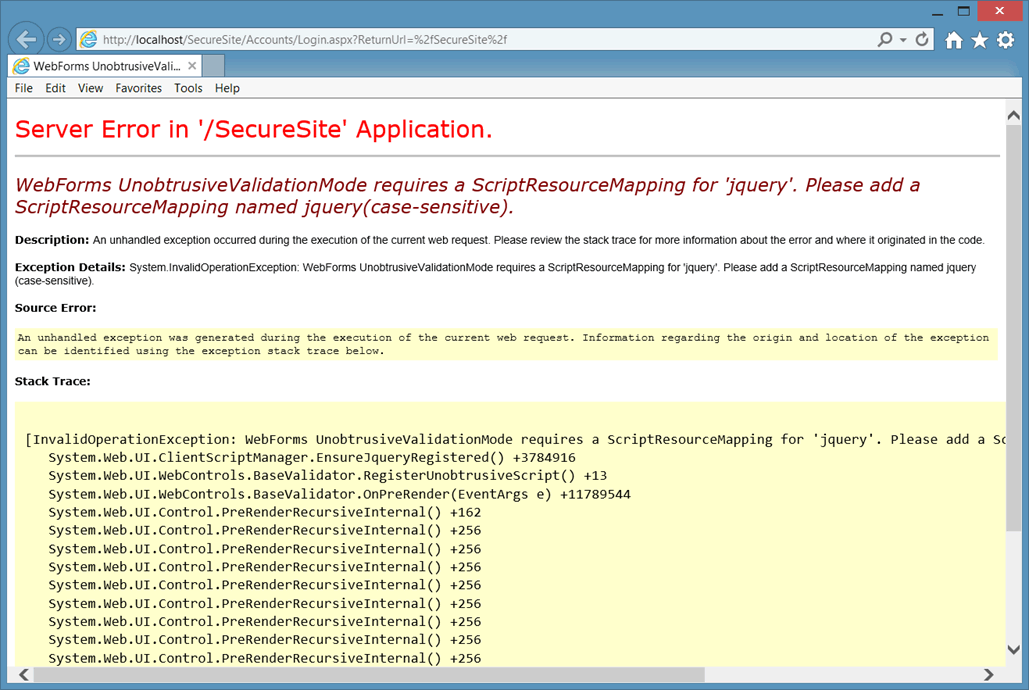 http://localhost/SecureSite/Accounts/Login.aspx?ReturnUrl=%2fSecureSite%2f
WebForms UnobtrusiveVali...
File Edit View Favorites Tools Help
Server Error in '/SecureSite' Application.
WebForms UnobtrusiveValidationMode requires a ScriptResourceMapping for 'jquery'. Please add a
ScriptResourceMapping named jquery(case-sensitive).
Description: An unhandled exception occurred during the execution of the current web request. Please review the stack trace for more information about the error and where it originated in the code.
Exception Details: System.InvalidOperationException: WebForms UnobtrusiveValidationMode requires a ScriptResourceMapping for 'jquery'. Please add a ScriptResourceMapping named jquery
(case-sensitive).
Source Error:
An unhandled exception was generated during the execution of the current web request. Information regarding the origin and location of the exception
can be identified using the exception stack trace below.
Stack Trace:
[InvalidOperationException: WebForms UnobtrusiveValidationMode requires a ScriptResourceMapping for 'jquery'. Please add a Sc
System.Web.UI.ClientScriptManager.EnsureJqueryRegistered() +3784916
System.Web.UI.WebControls.BaseValidator.RegisterUnobtrusiveScript() +13
System.Web.UI.WebControls.BaseValidator.OnPreRender(EventArgs e) +11789544
System.Web.UI.Control.PreRenderRecursiveInternal() +162
System.Web.UI.Control.PreRenderRecursiveInternal() +256
System.Web.UI.Control.PreRenderRecursiveInternal() +256
System.Web.UI.Control.PreRenderRecursiveInternal() +256
System.Web.UI.Control.PreRenderRecursiveInternal() +256
System.Web.UI.Control.PreRenderRecursiveInternal() +256
System.Web.UI.Control.PreRenderRecursiveInternal() +256
System.Web.UI.Control.PreRenderRecursiveInternal() +256
System.Web.UI.Control.PreRenderRecursiveInternal() +256